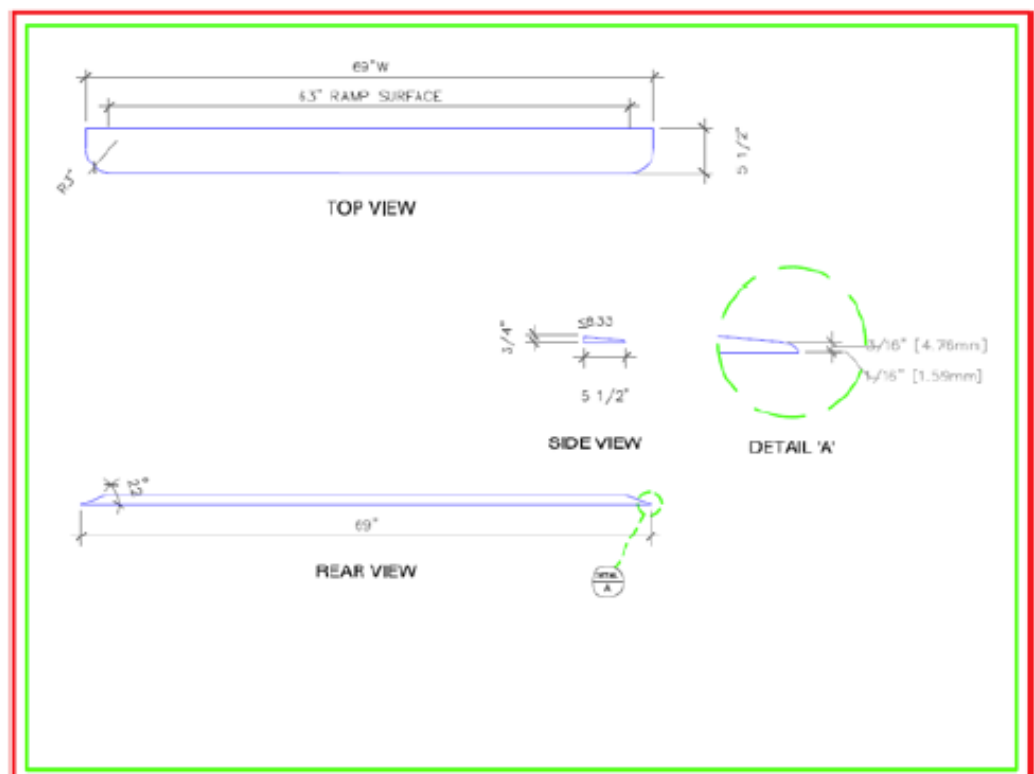 69"W
63" RAMP SURFACE
5 1/2"
R3"
TOP VIEW
3/4"
≤8.33
5 1/2"
SIDE VIEW
3/16" [4.76mm]
1/16" [1.59mm]
DETAIL 'A'
22°
69"
REAR VIEW
DETAIL
A